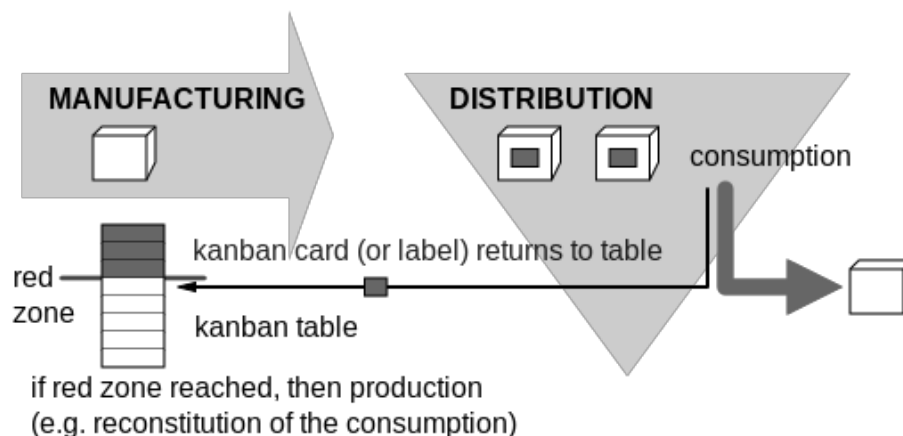 MANUFACTURING
DISTRIBUTION
consumption
kanban card (or label) returns to table
red
zone
kanban table
if red zone reached, then production
(e.g. reconstitution of the consumption)